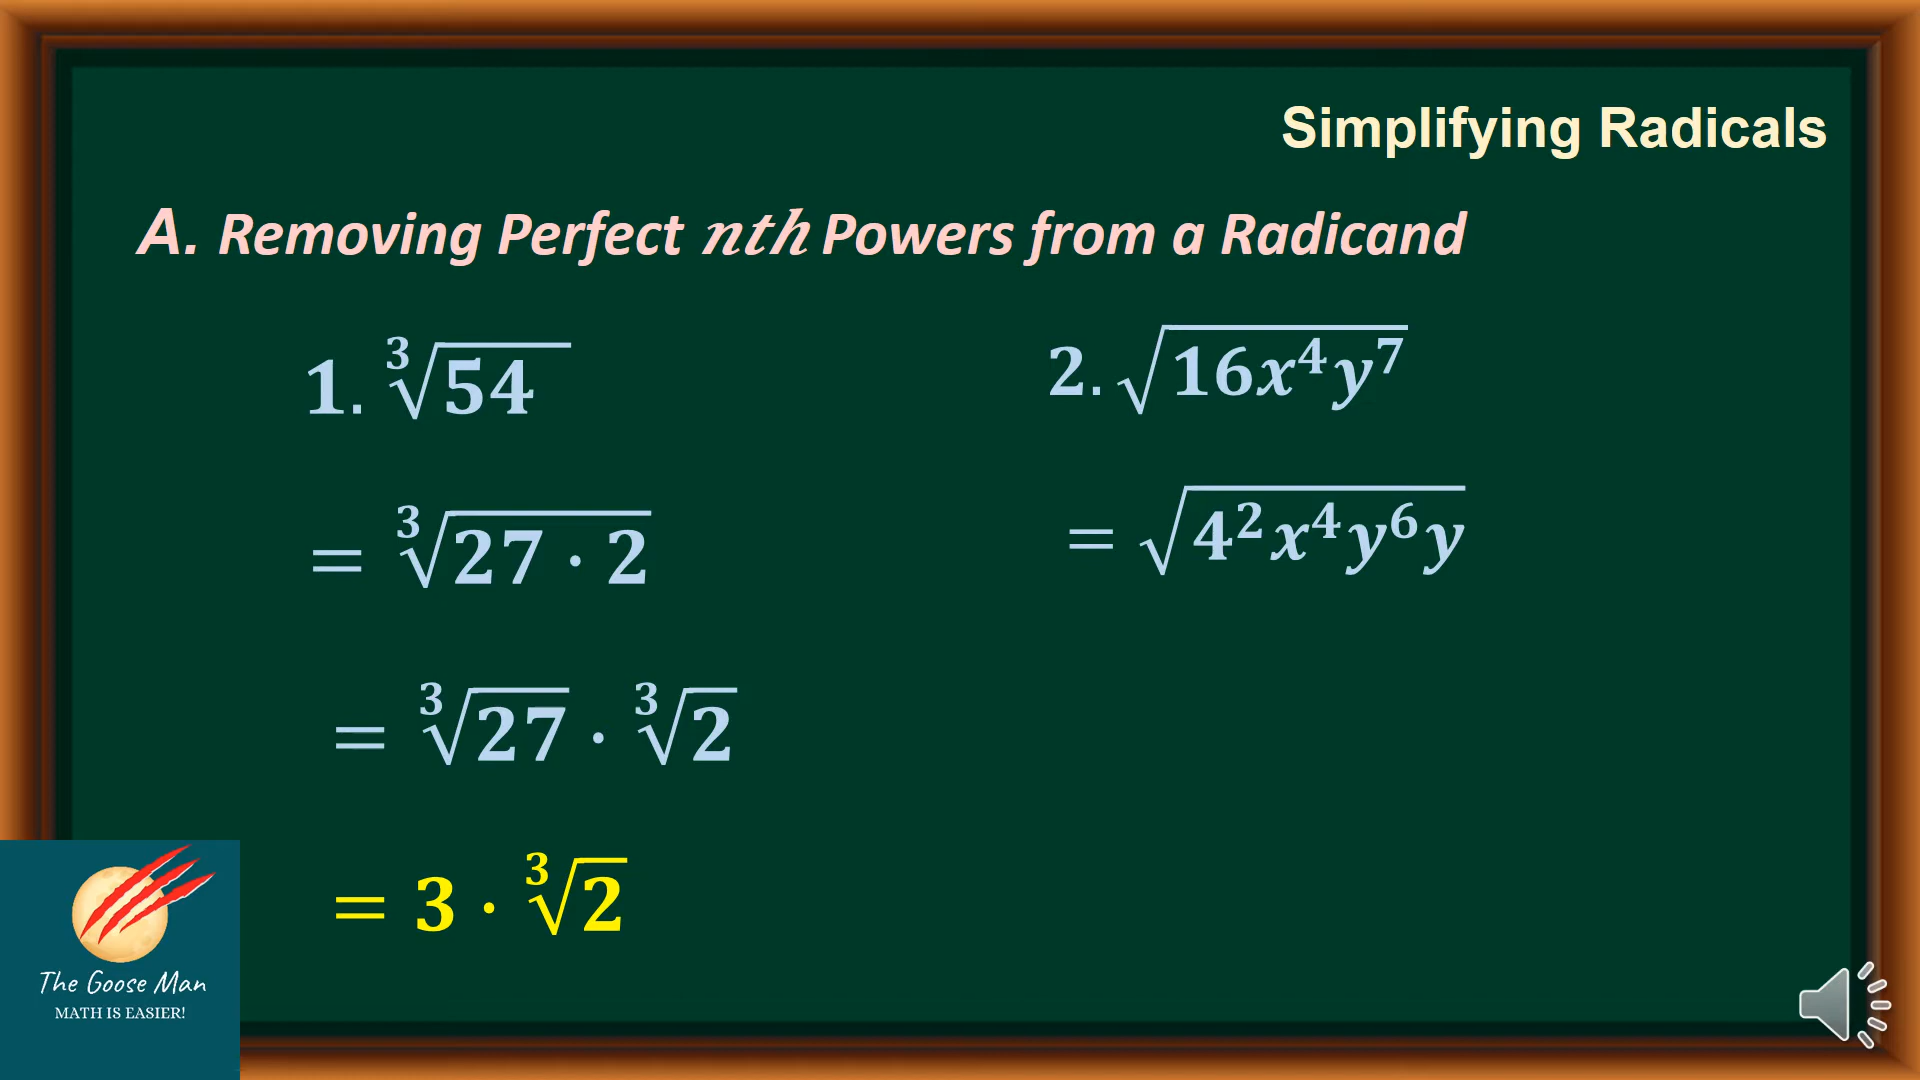 Simplifying Radicals
A. Removing Perfect nth Powers from a Radicand
1. ∛54
= ∛27 · 2
= ∛27 · ∛2
= 3 · ∛2
2. √16x⁴y⁷
= √4²x⁴y⁶y
The Goose Man
MATH IS EASIER!